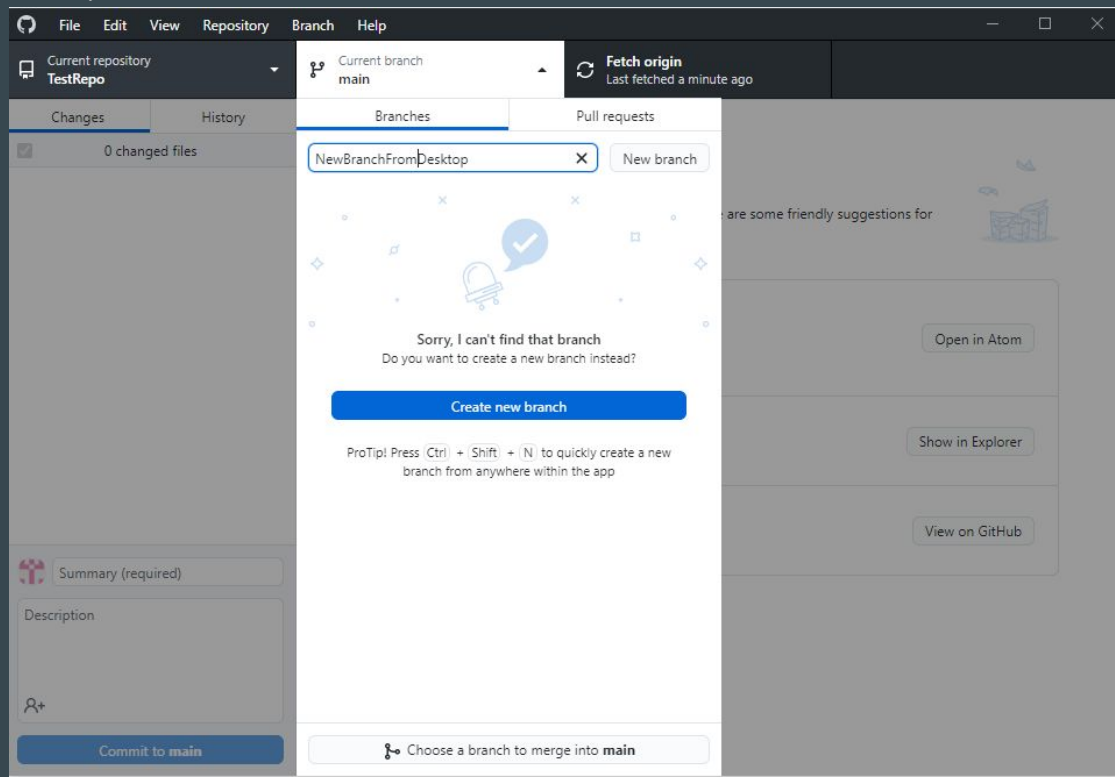 File Edit View Repository Branch Help
Current repository
TestRepo
Current branch
main
Fetch origin
Last fetched a minute ago
Changes History
Branches Pull requests
0 changed files
NewBranchFromDesktop
New branch
are some friendly suggestions for
Sorry, I can't find that branch
Do you want to create a new branch instead?
Open in Atom
Create new branch
ProTip! Press Ctrl + Shift + N to quickly create a new
branch from anywhere within the app
Show in Explorer
View on GitHub
Summary (required)
Description
Commit to main
Choose a branch to merge into main